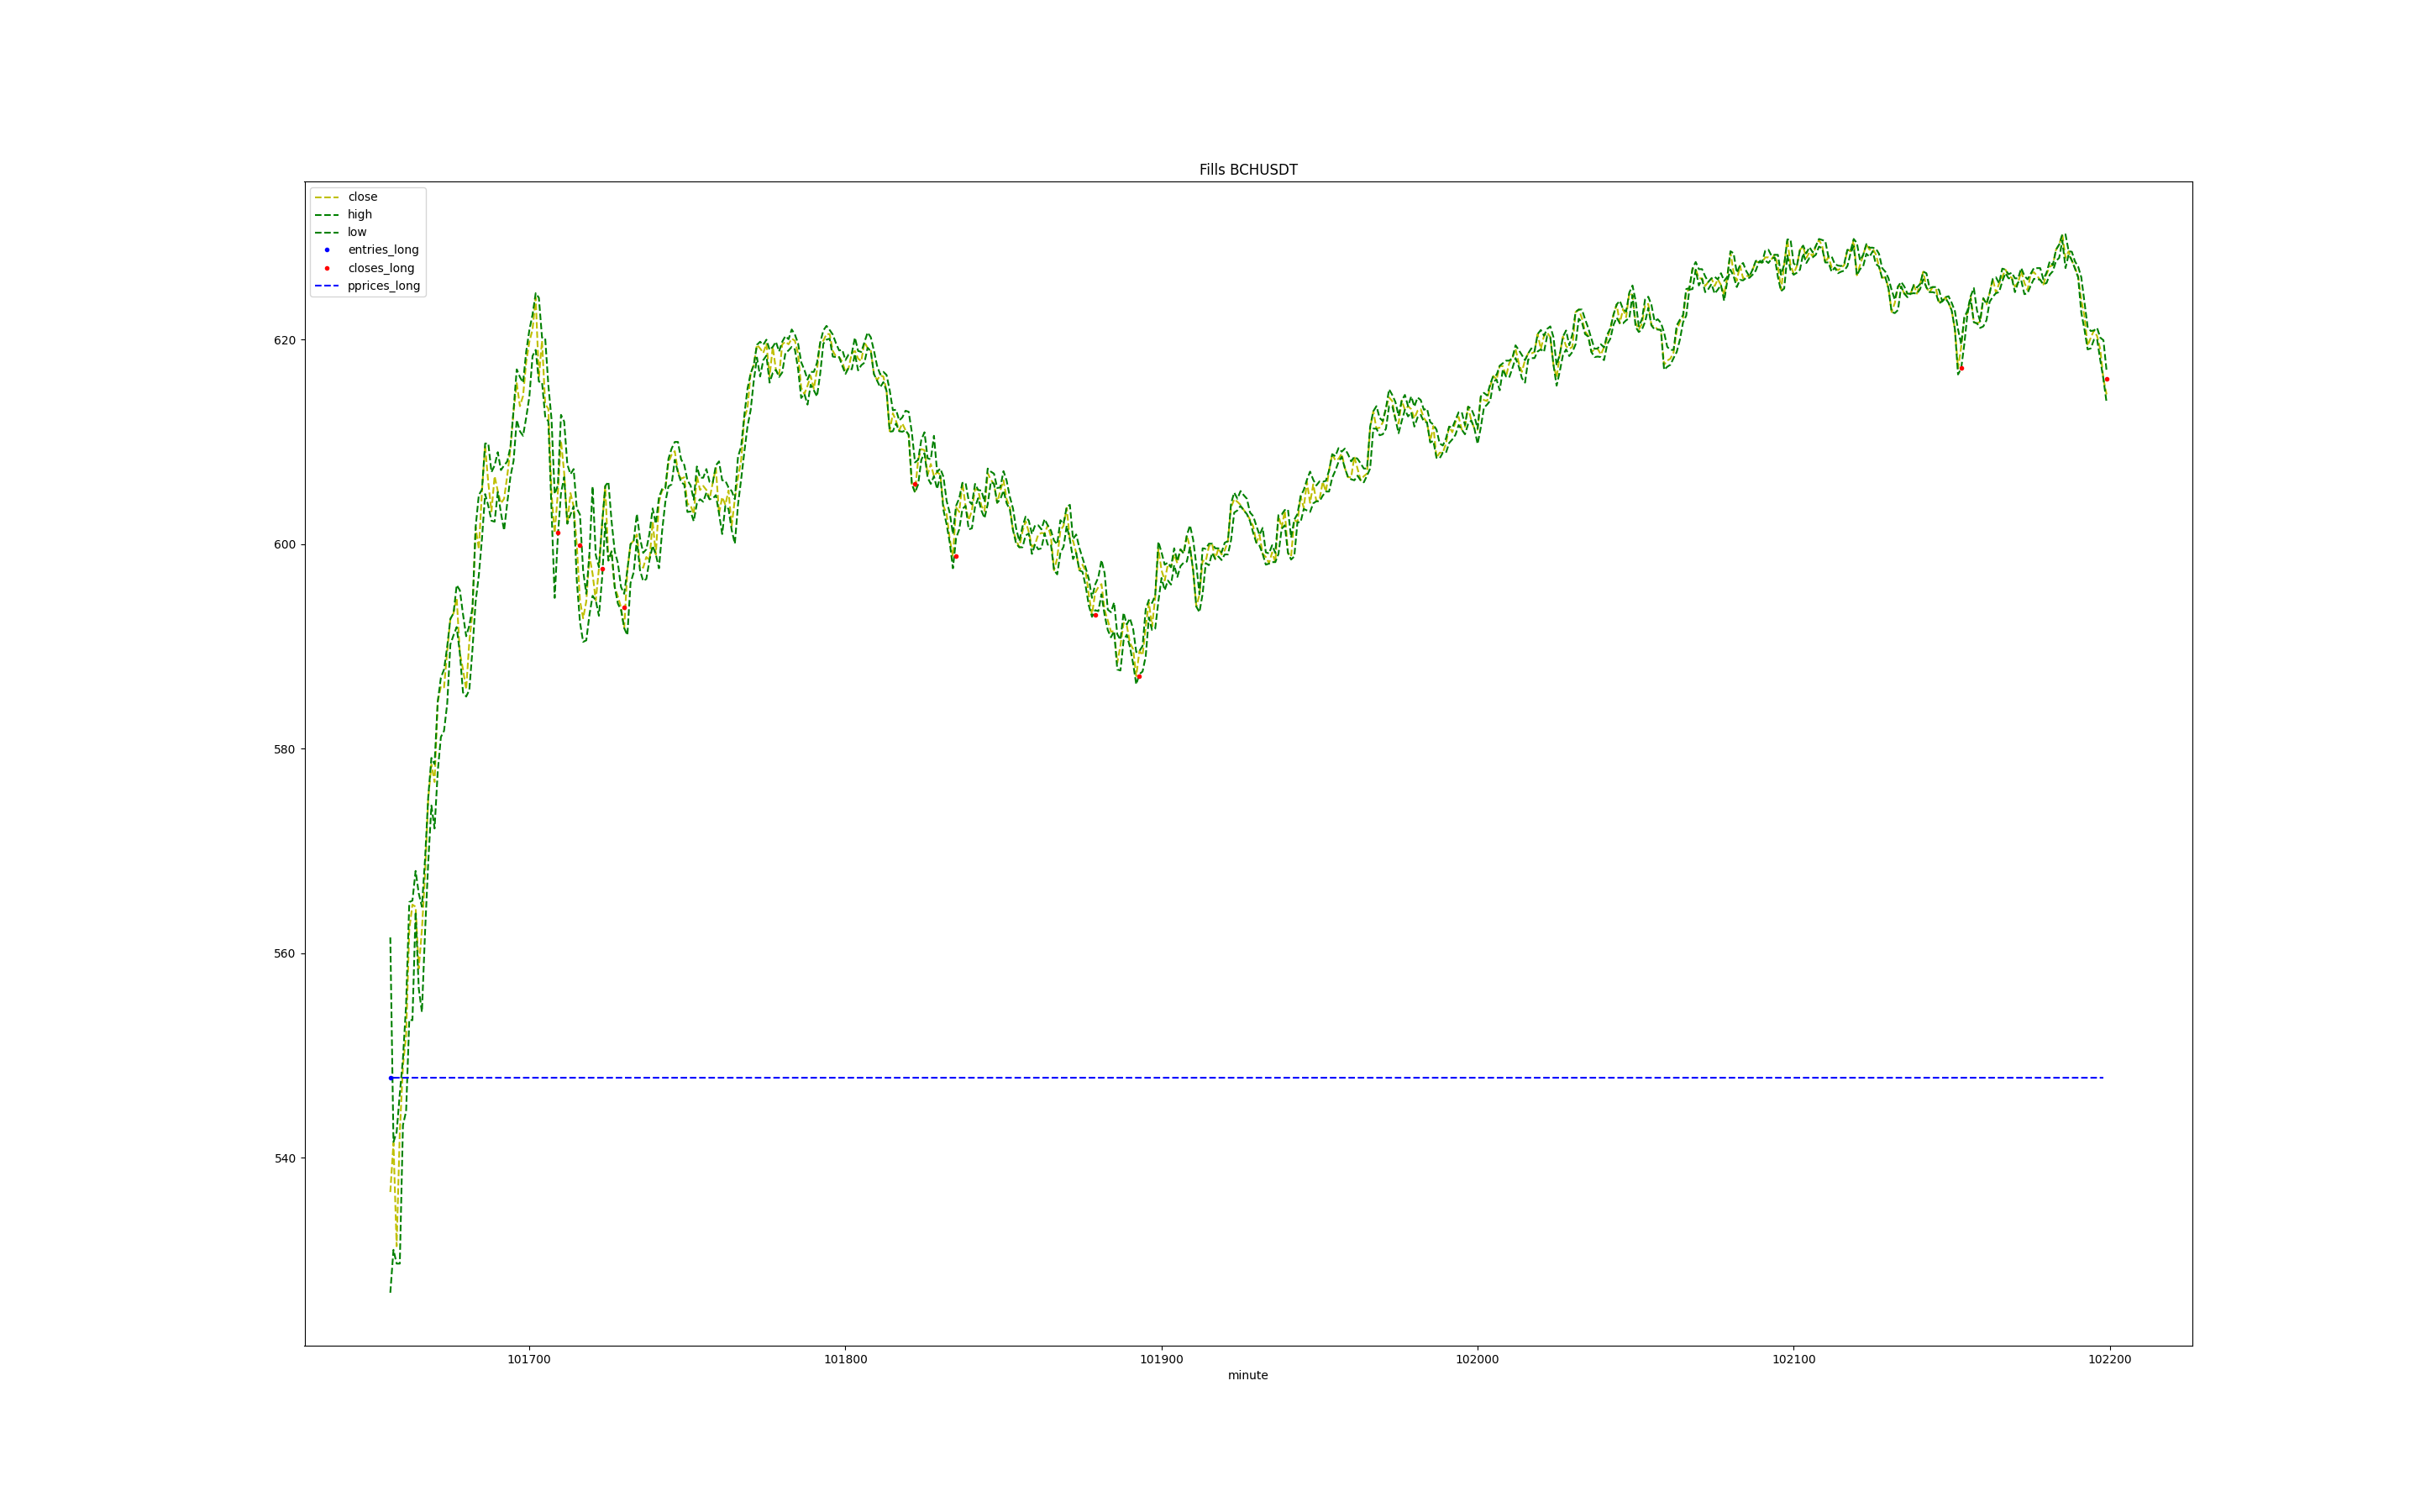 Fills BCHUSDT
close
high
low
entries_long
closes_long
pprices_long
620
600
580
560
540
101700 101800 101900 102000 102100 102200
minute